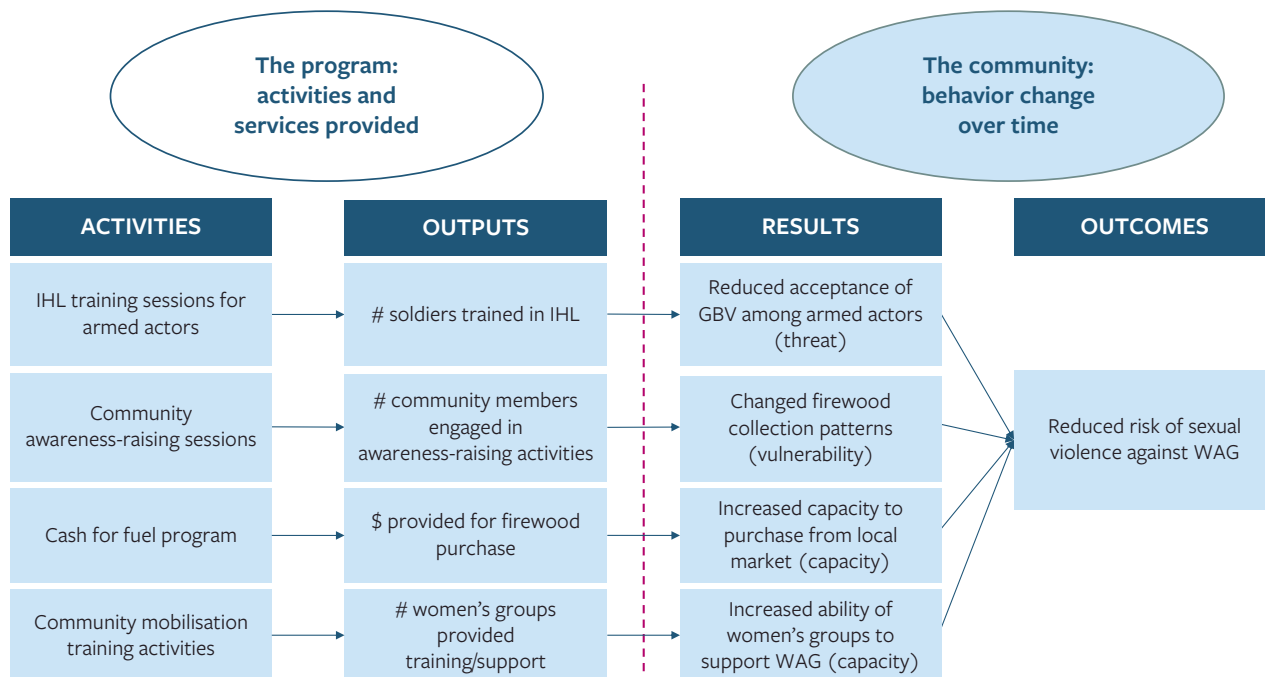 The program:
activities and
services provided
The community:
behavior change
over time
ACTIVITIES
OUTPUTS
RESULTS
OUTCOMES
IHL training sessions for
armed actors
# soldiers trained in IHL
Reduced acceptance of
GBV among armed actors
(threat)
Community
awareness-raising sessions
# community members
engaged in
awareness-raising activities
Changed firewood
collection patterns
(vulnerability)
Reduced risk of sexual
violence against WAG
Cash for fuel program
$ provided for firewood
purchase
Increased capacity to
purchase from local
market (capacity)
Community mobilisation
training activities
# women’s groups
provided
training/support
Increased ability of
women’s groups to
support WAG (capacity)